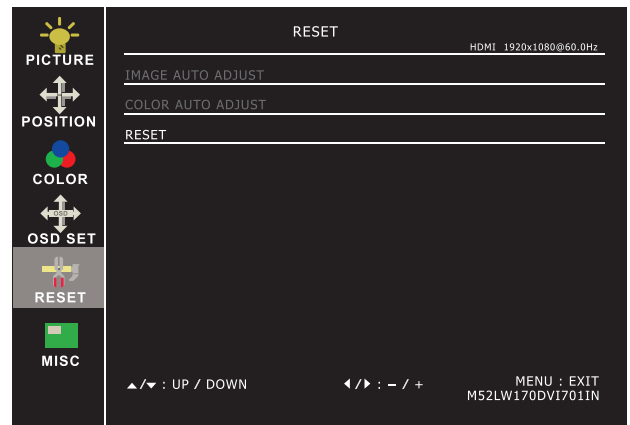 PICTURE
POSITION
COLOR
OSD
OSD SET
RESET
MISC
RESET
HDMI 1920x1080@60.0Hz
IMAGE AUTO ADJUST
COLOR AUTO ADJUST
RESET
▲/▼ : UP / DOWN
◀/▶ : – / +
MENU : EXIT
M52LW170DVI701IN